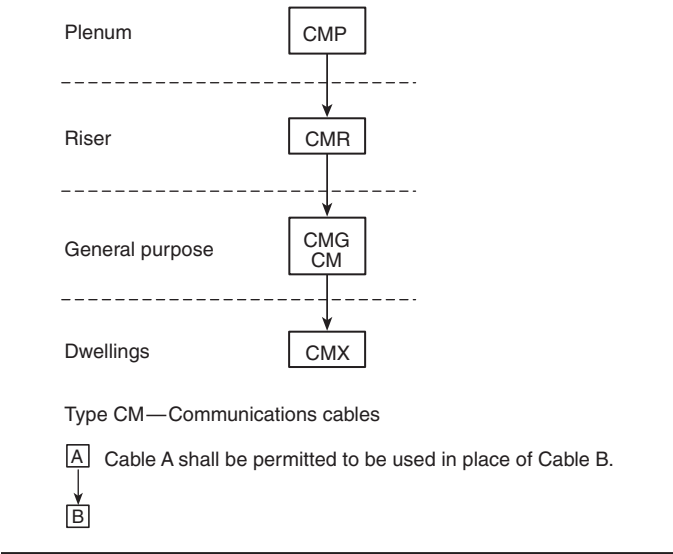 Plenum CMP
Riser CMR
General purpose CMG
CM
Dwellings CMX
Type CM—Communications cables
A Cable A shall be permitted to be used in place of Cable B.
B